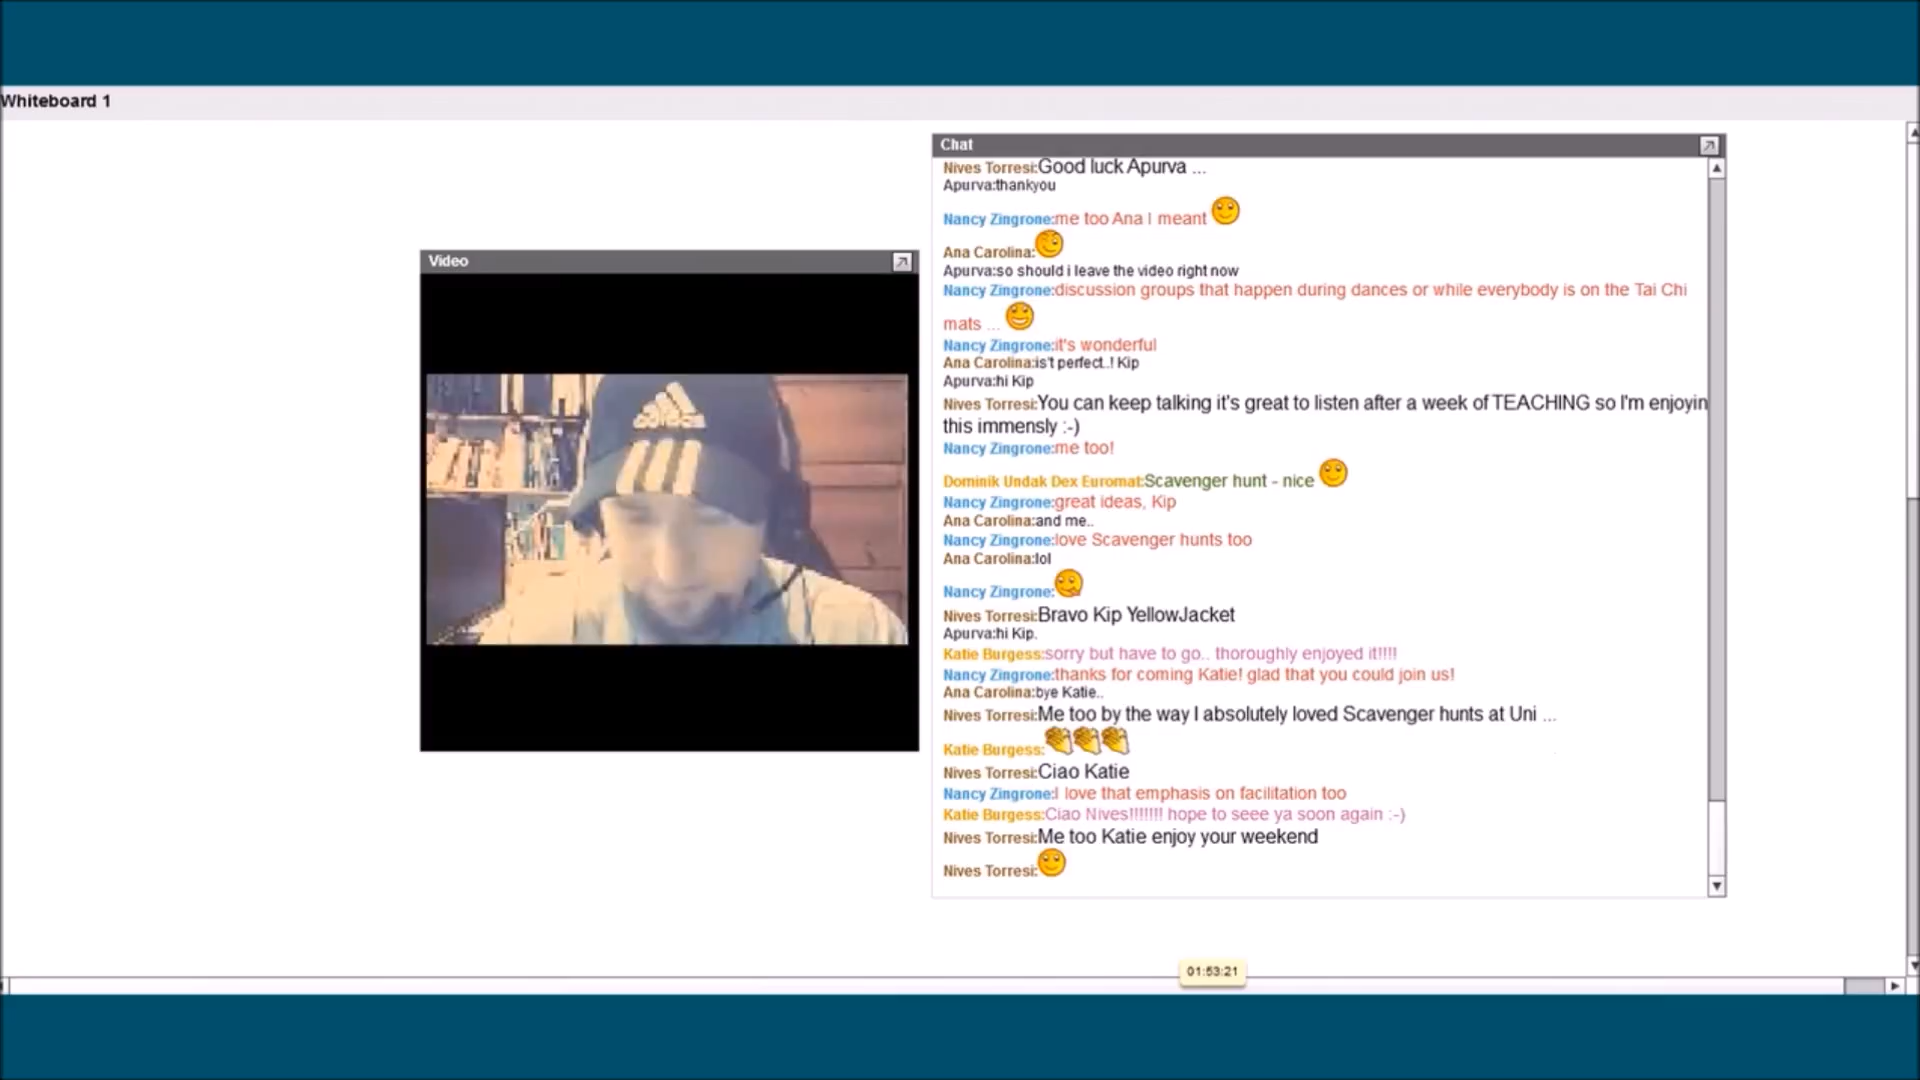 Whiteboard 1
Chat
Nives Torresi:Good luck Apurva ...
Apurva:thankyou
Nancy Zingrone:me too Ana I meant
Ana Carolina:
Apurva:so should i leave the video right now
Nancy Zingrone:discussion groups that happen during dances or while everybody is on the Tai Chi
mats ...
Nancy Zingrone:it's wonderful
Ana Carolina:is't perfect..! Kip
Apurva:hi Kip
Nives Torresi:You can keep talking it's great to listen after a week of TEACHING so I'm enjoyin
this immensly :-)
Nancy Zingrone:me too!
Dominik Undak Dex Euromat:Scavenger hunt - nice
Nancy Zingrone:great ideas, Kip
Ana Carolina:and me..
Nancy Zingrone:love Scavenger hunts too
Ana Carolina:lol
Nancy Zingrone:
Nives Torresi:Bravo Kip YellowJacket
Apurva:hi Kip.
Katie Burgess:sorry but have to go.. thoroughly enjoyed it!!!!
Nancy Zingrone:thanks for coming Katie! glad that you could join us!
Ana Carolina:bye Katie..
Nives Torresi:Me too by the way I absolutely loved Scavenger hunts at Uni ...
Katie Burgess:
Nives Torresi:Ciao Katie
Nancy Zingrone:I love that emphasis on facilitation too
Katie Burgess:Ciao Nives!!!!!!! hope to seee ya soon again :-)
Nives Torresi:Me too Katie enjoy your weekend
Nives Torresi:
Video
adidas
01:53:21